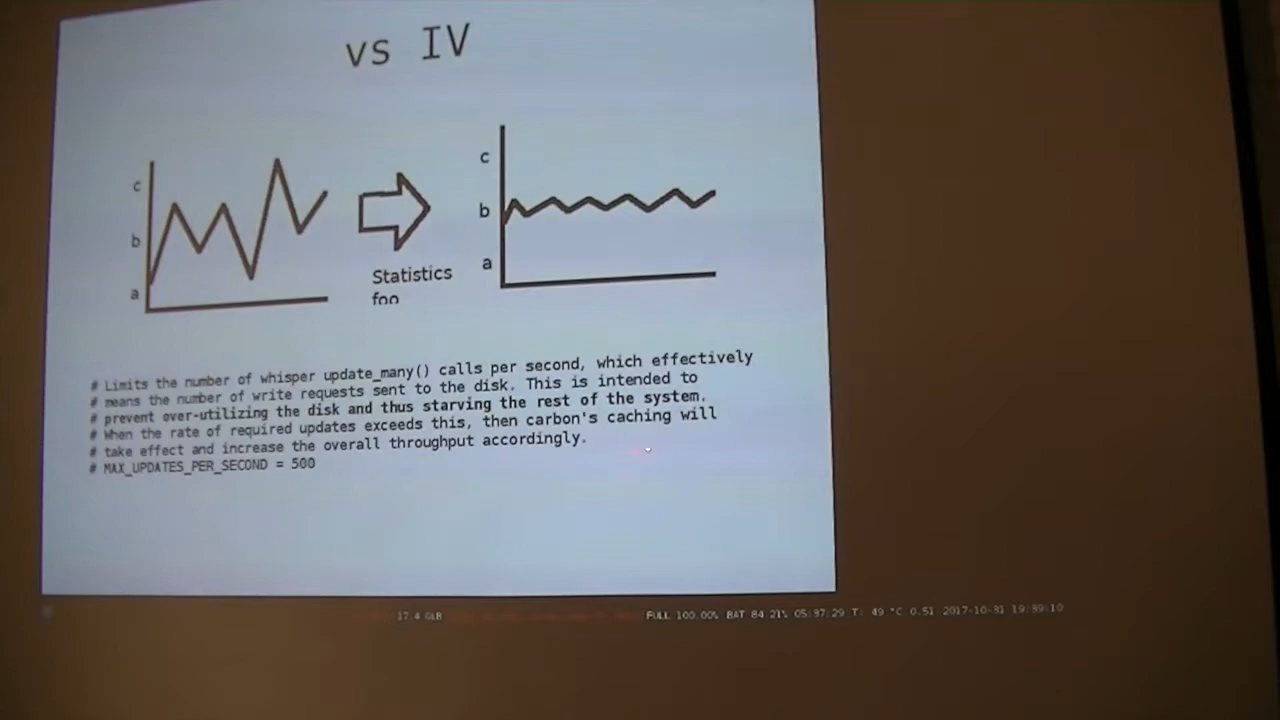 vs IV
c
b
a
Statistics
foo
c
b
a
# Limits the number of whisper update_many() calls per second, which effectively
# means the number of write requests sent to the disk. This is intended to
# prevent over-utilizing the disk and thus starving the rest of the system.
# When the rate of required updates exceeds this, then carbon's caching will
# take effect and increase the overall throughput accordingly.
# MAX_UPDATES_PER_SECOND = 500
17.4 GiB
FULL 100.00% BAT 84.21% 05:37:29 T: 49 °C 0.51 2017-10-31 19:39:10